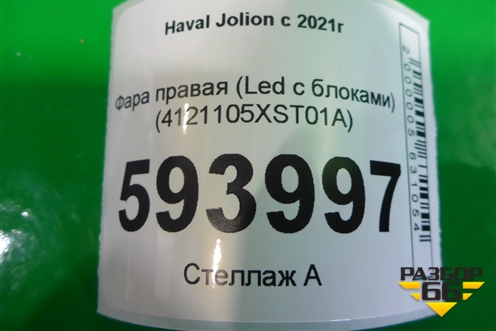 Haval Jolion с 2021г
Фара правая (Led с блоками)
(4121105XST01A)
593997
Стеллаж А
2000005631054
РАЗБОР
66